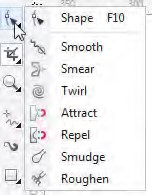 Shape F10
Smooth
Smear
Twirl
Attract
Repel
Smudge
Roughen